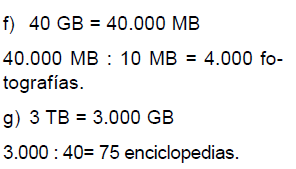 f) 40 GB = 40.000 MB
40.000 MB : 10 MB = 4.000 fo-
tografías.
g) 3 TB = 3.000 GB
3.000 : 40= 75 enciclopedias.